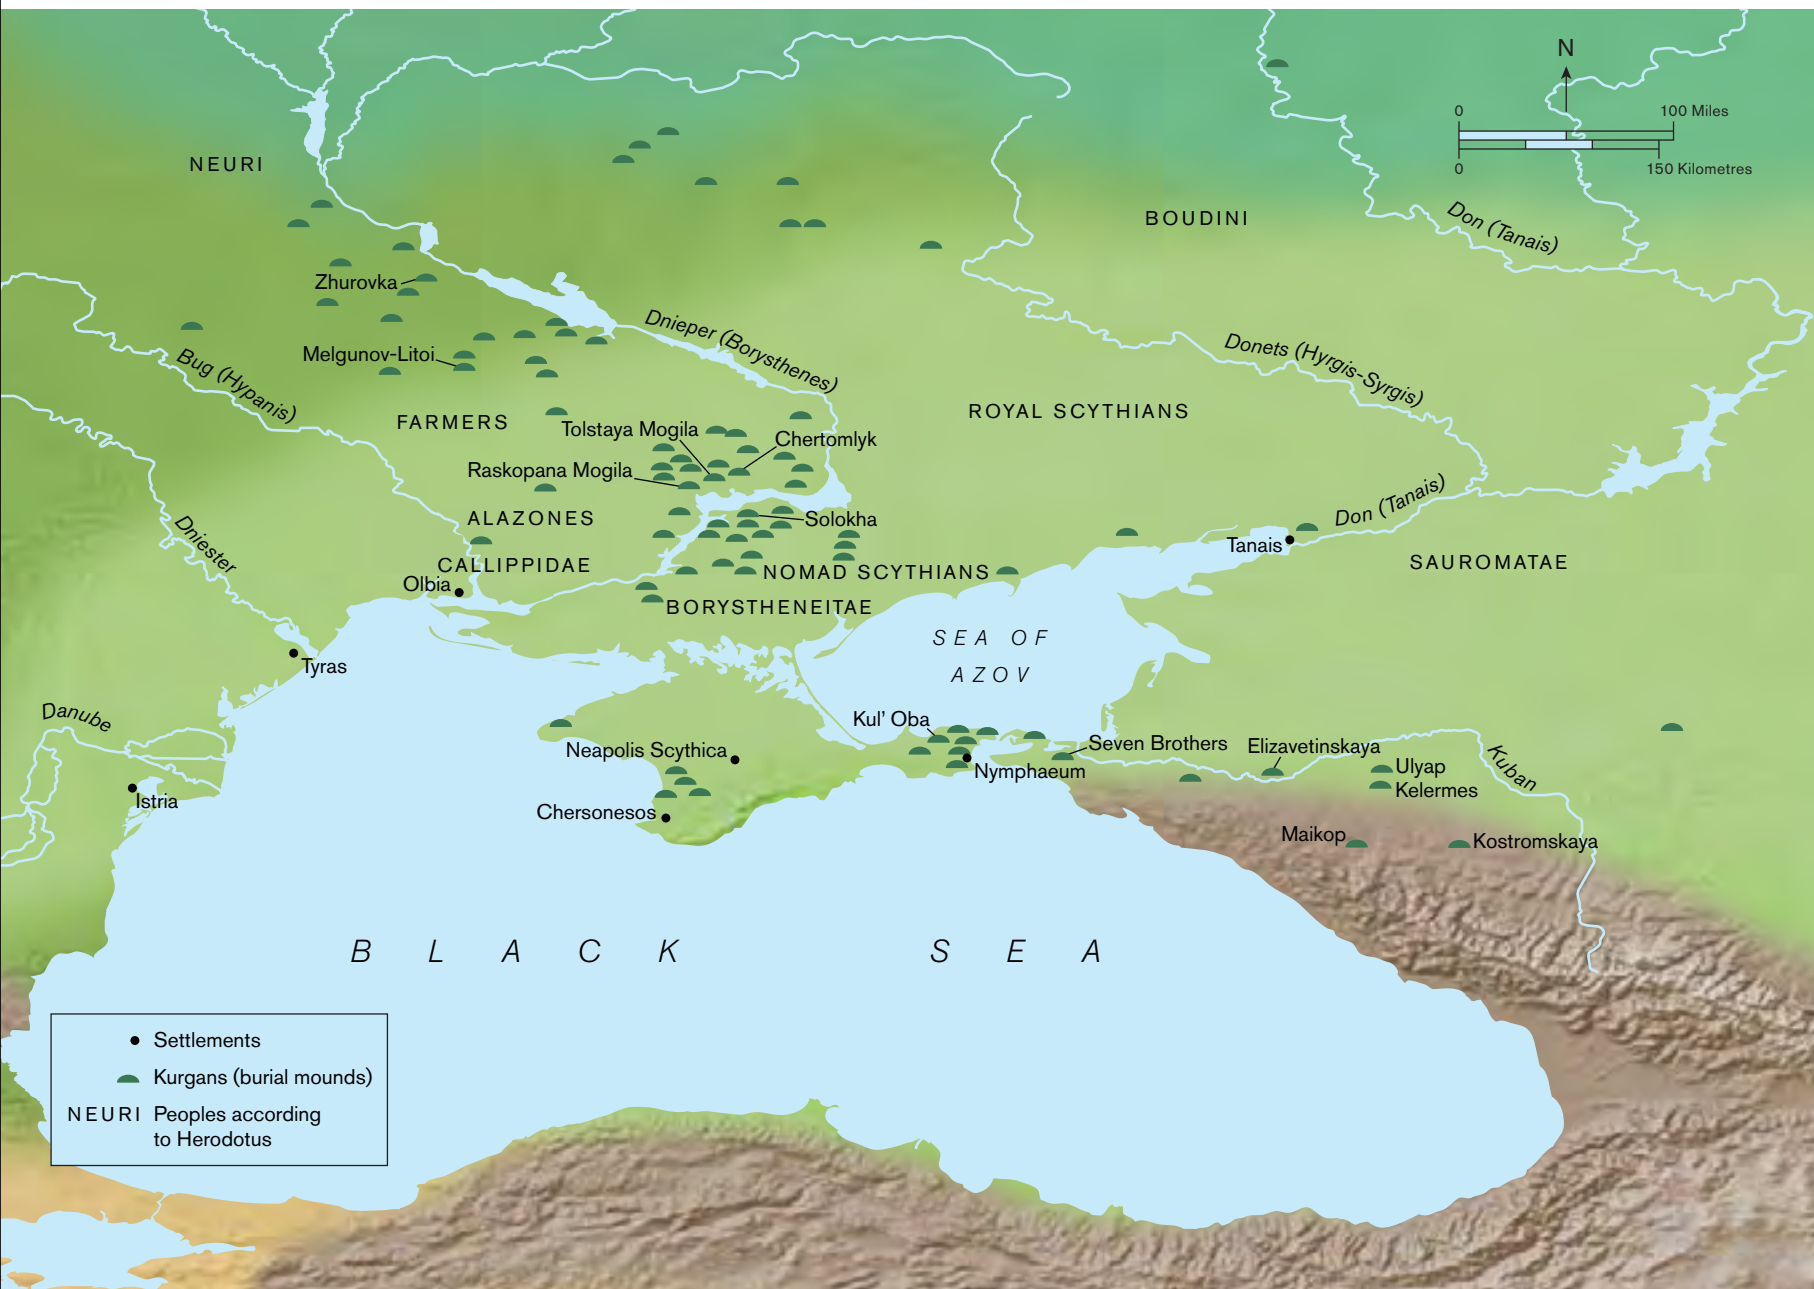 N
0 100 Miles
0 150 Kilometres
NEURI
BOUDINI
Don (Tanais)
Zhurovka
Dnieper (Borysthenes)
Donets (Hyrgis-Syrgis)
Melgunov-Litoi
Bug (Hypanis)
FARMERS
ROYAL SCYTHIANS
Tolstaya Mogila
Chertomlyk
Raskopana Mogila
Don (Tanais)
ALAZONES
Solokha
Dniester
Tanais
CALLIPPIDAE
NOMAD SCYTHIANS
SAUROMATAE
Olbia
BORYSTHENEITAE
SEA OF
AZOV
Tyras
Danube
Kul' Oba
Neapolis Scythica
Seven Brothers
Elizavetinskaya
Kuban
Nymphaeum
Ulyap
Kelermes
Istria
Chersonesos
Maikop
Kostromskaya
BLACK SEA
Settlements
Kurgans (burial mounds)
NEURI Peoples according
to Herodotus